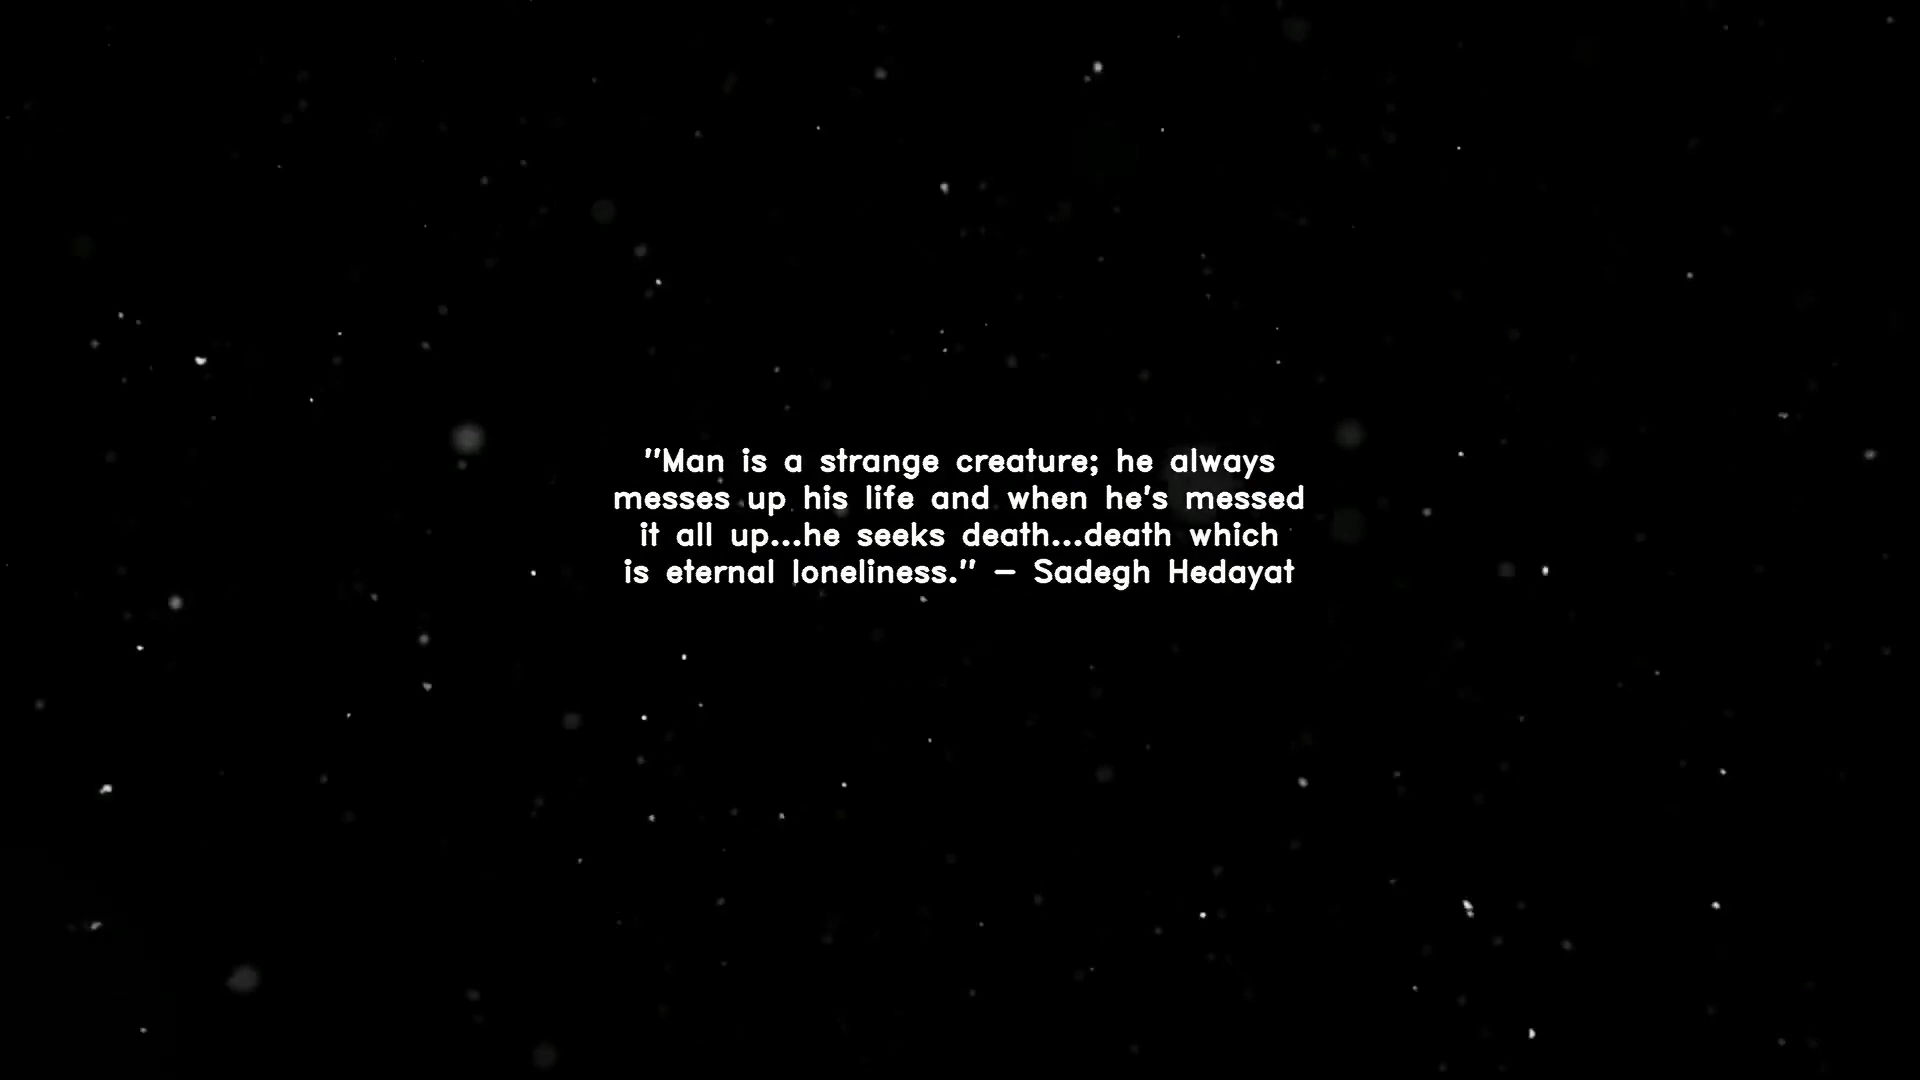 "Man is a strange creature; he always
messes up his life and when he's messed
it all up...he seeks death...death which
is eternal loneliness." – Sadegh Hedayat